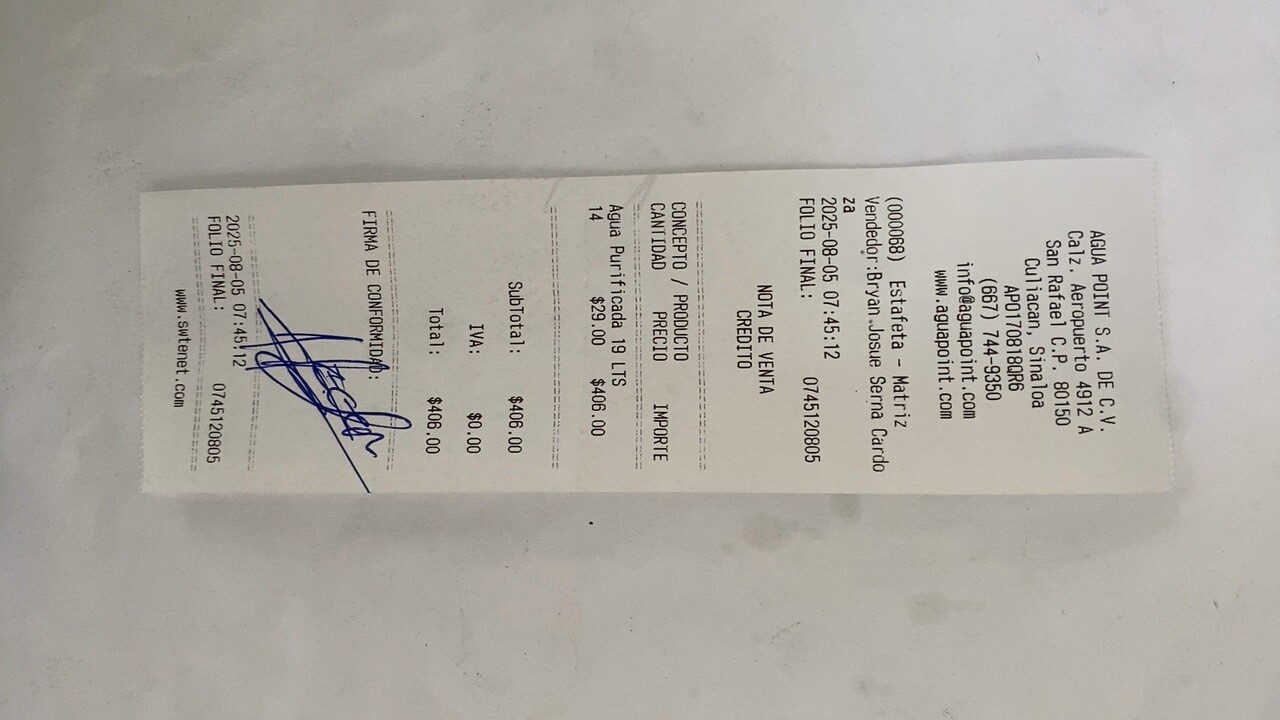 AGUA POINT S.A. DE C.V.
Calz. Aeropuerto 4912 A
San Rafael C.P. 80150
Culiacan, Sinaloa
APO170818QR6
(667) 744-9350
info@aguapoint.com
www.aguapoint.com
(000068) Estafeta - Matriz
Vendedor:Bryan Josue Serna Cardo
za
2025-08-05 07:45:12
FOLIO FINAL: 0745120805
NOTA DE VENTA
CREDITO
CONCEPTO / PRODUCTO
CANTIDAD PRECIO IMPORTE
Agua Purificada 19 LTS
14 $29.00 $406.00
SubTotal: $406.00
IVA: $0.00
Total: $406.00
FIRMA DE CONFORMIDAD:
2025-08-05 07:45:12
FOLIO FINAL: 0745120805
www.swtenet.com